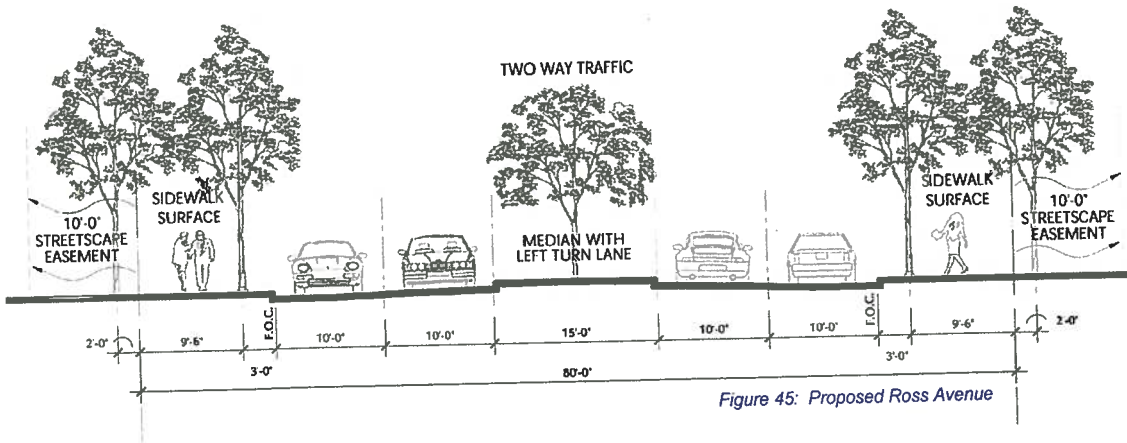 TWO WAY TRAFFIC
SIDEWALK
SURFACE
10'-0"
STREETSCAPE
EASEMENT
MEDIAN WITH
LEFT TURN LANE
SIDEWALK
SURFACE
10'-0"
STREETSCAPE
EASEMENT
F.O.C.
F.O.C.
2'-0"
9'-6"
10'-0"
10'-0"
15'-0"
10'-0"
10'-0"
9'-6"
2'-0"
3'-0"
80'-0"
3'-0"
Figure 45: Proposed Ross Avenue